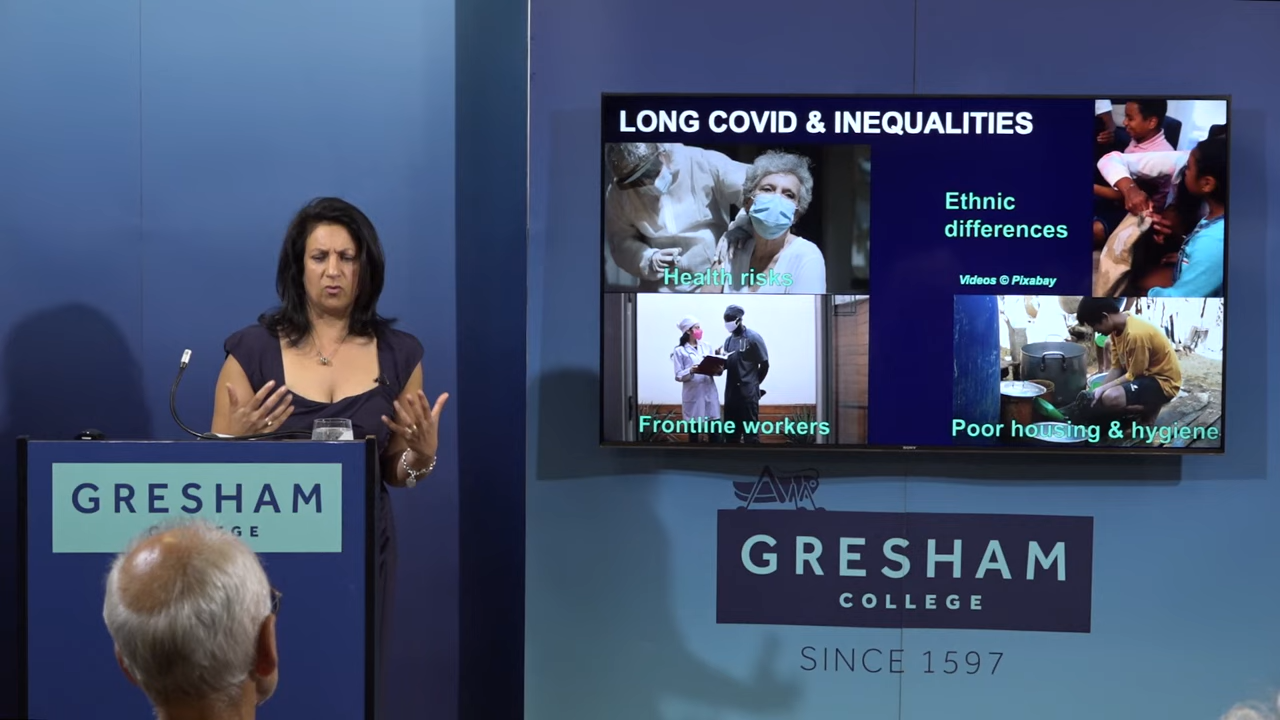 LONG COVID & INEQUALITIES
Ethnic
differences
Health risks
Videos © Pixabay
Frontline workers
Poor housing & hygiene
SONY
GRESHAM
COLLEGE
GRESHAM
COLLEGE
SINCE 1597